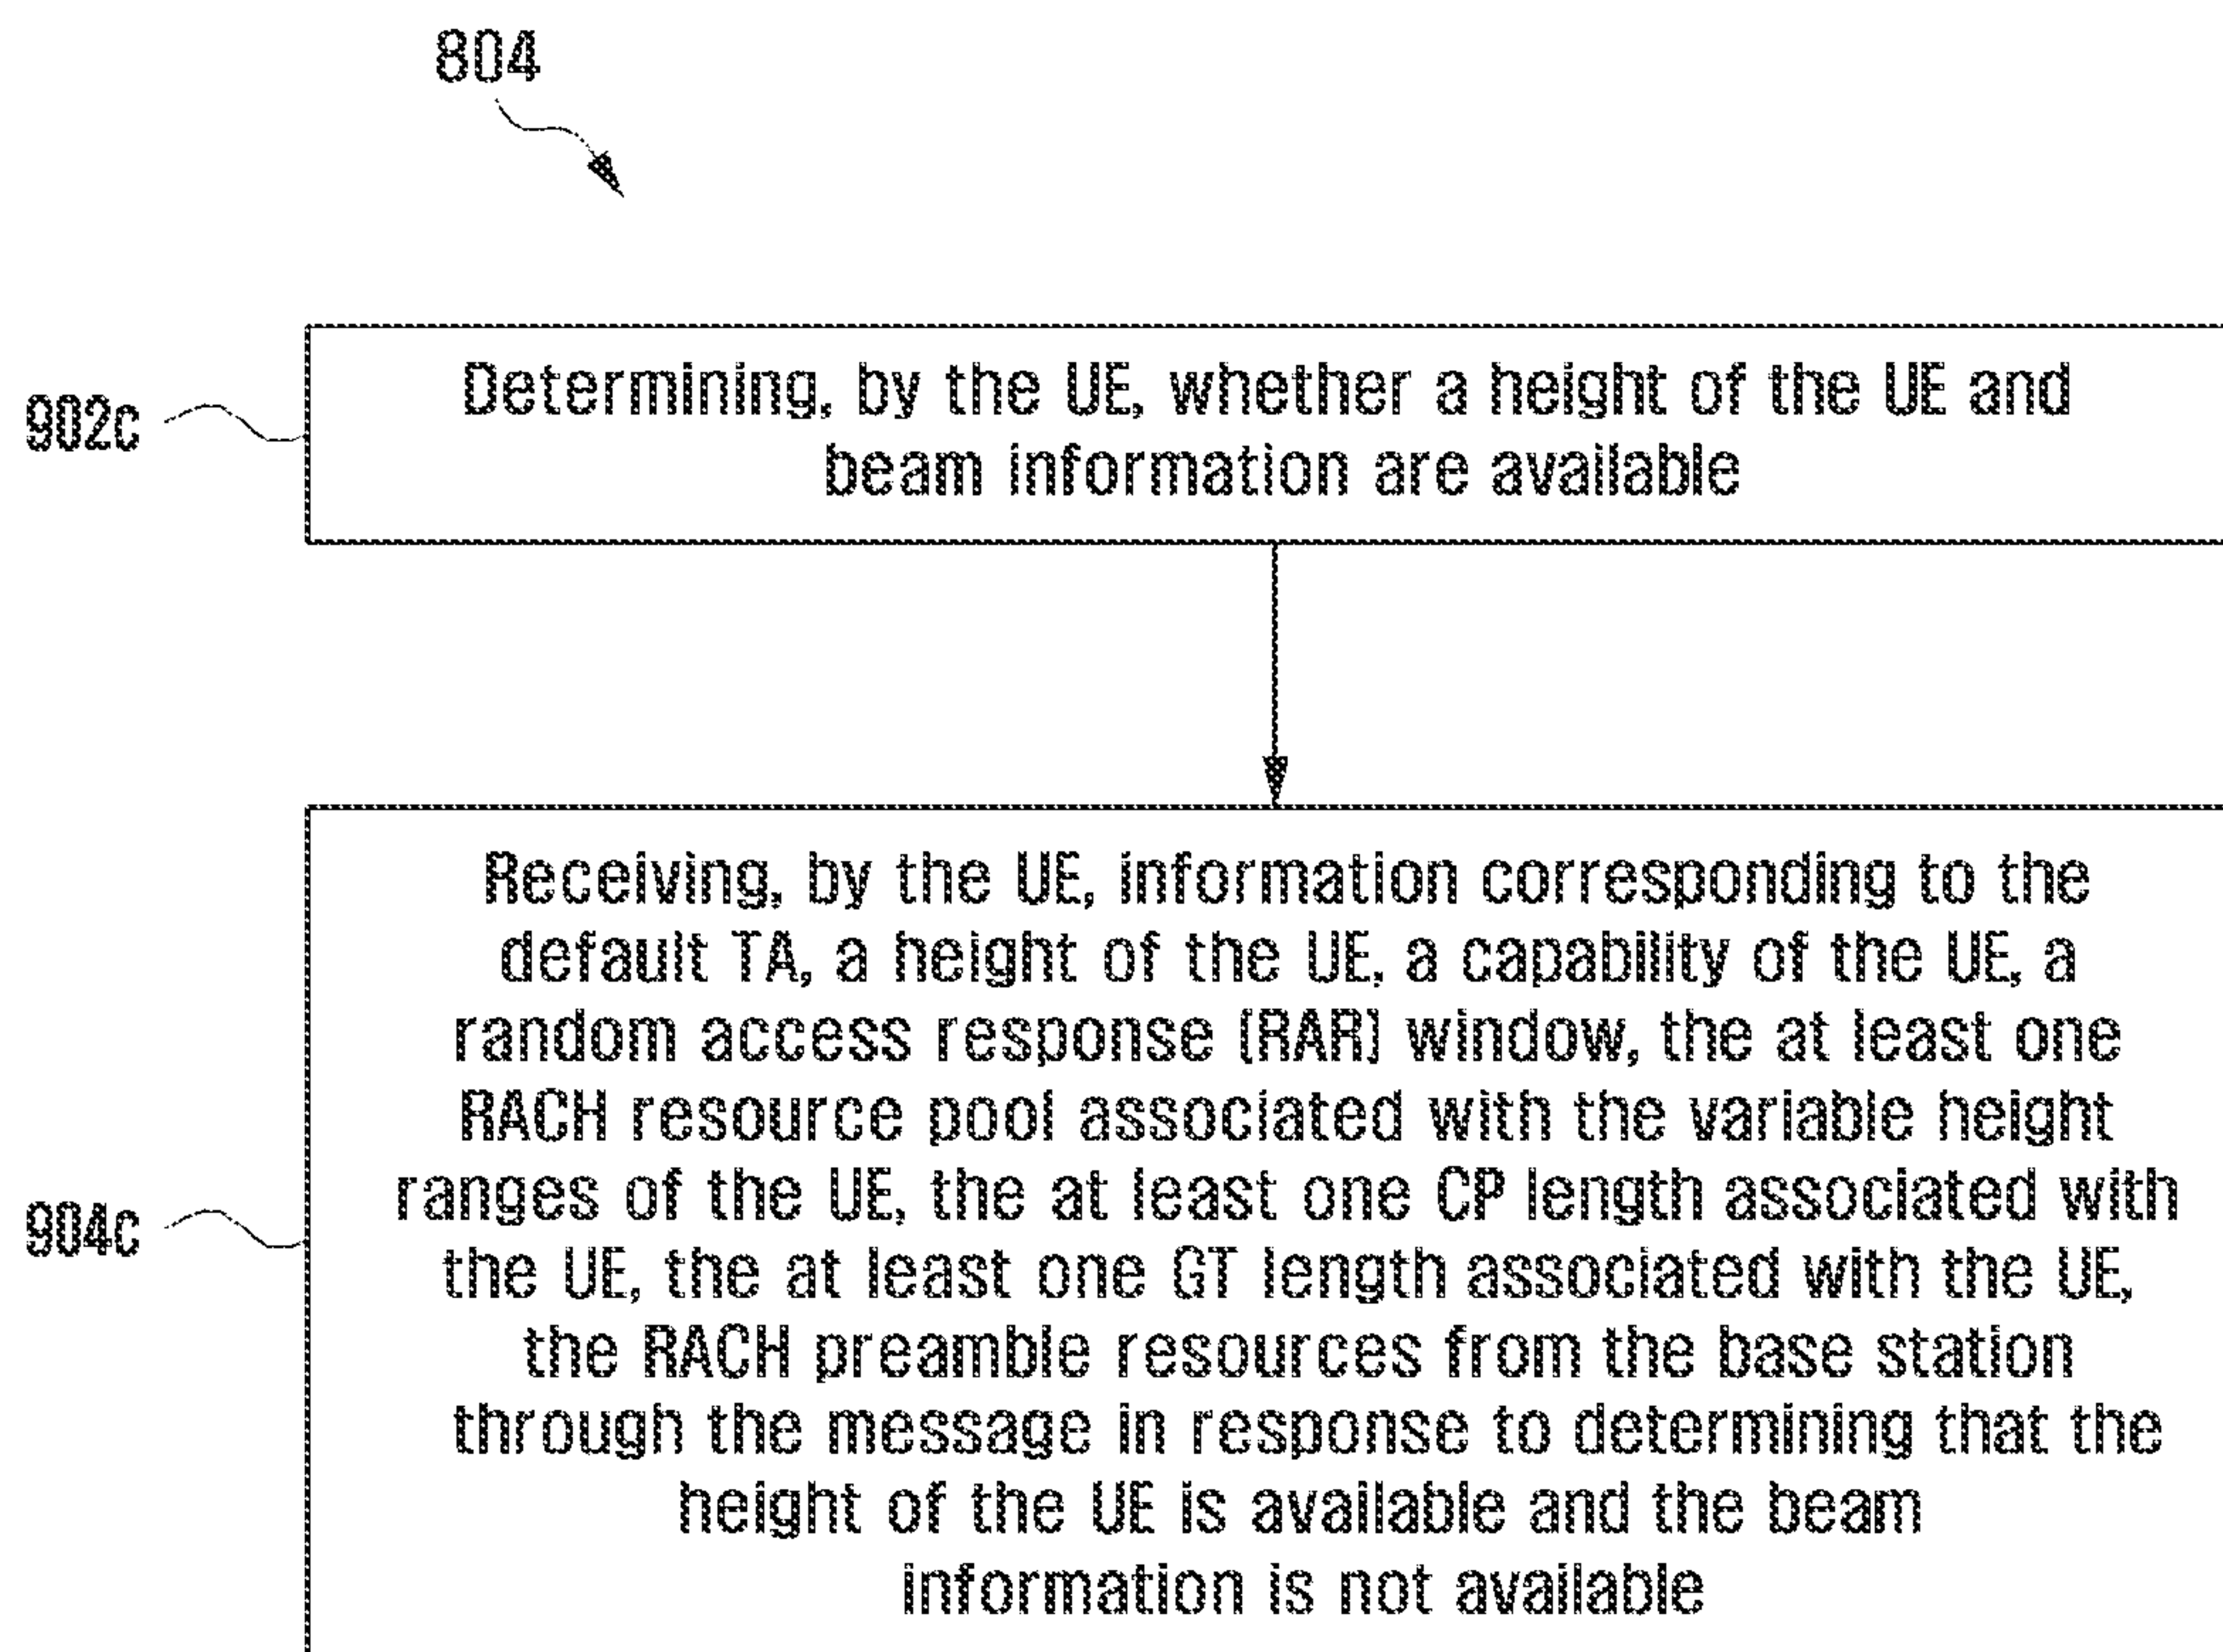 804
902c
Determining, by the UE, whether a height of the UE and
beam information are available
904c
Receiving, by the UE, information corresponding to the
default TA, a height of the UE, a capability of the UE, a
random access response (RAR) window, the at least one
RACH resource pool associated with the variable height
ranges of the UE, the at least one CP length associated with
the UE, the at least one GT length associated with the UE,
the RACH preamble resources from the base station
through the message in response to determining that the
height of the UE is available and the beam
information is not available